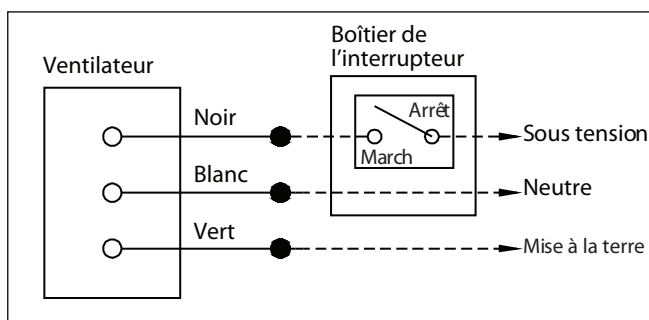 Ventilateur
Boîtier de
l’interrupteur
Noir
Arrêt
March
Sous tension
Blanc
Neutre
Vert
Mise à la terre